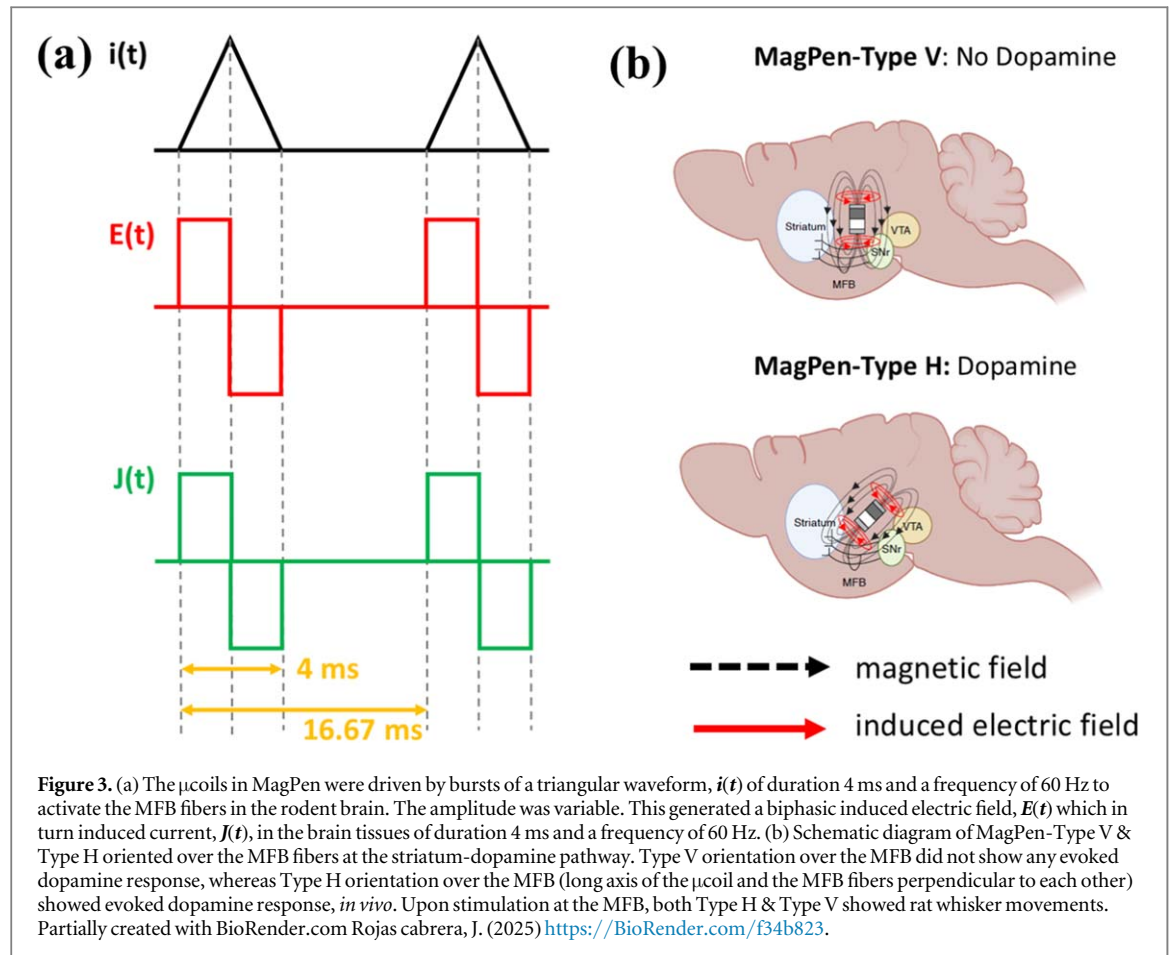 (a) i(t)
E(t)
J(t)
4 ms
16.67 ms
(b)
MagPen-Type V: No Dopamine
Striatum
VTA
SNr
MFB
MagPen-Type H: Dopamine
Striatum
VTA
SNr
MFB
magnetic field
induced electric field
Figure 3. (a) The μcoils in MagPen were driven by bursts of a triangular waveform, i(t) of duration 4 ms and a frequency of 60 Hz to
activate the MFB fibers in the rodent brain. The amplitude was variable. This generated a biphasic induced electric field, E(t) which in
turn induced current, J(t), in the brain tissues of duration 4 ms and a frequency of 60 Hz. (b) Schematic diagram of MagPen-Type V &
Type H oriented over the MFB fibers at the striatum-dopamine pathway. Type V orientation over the MFB did not show any evoked
dopamine response, whereas Type H orientation over the MFB (long axis of the μcoil and the MFB fibers perpendicular to each other)
showed evoked dopamine response, in vivo. Upon stimulation at the MFB, both Type H & Type V showed rat whisker movements.
Partially created with BioRender.com Rojas cabrera, J. (2025) https://BioRender.com/f34b823.